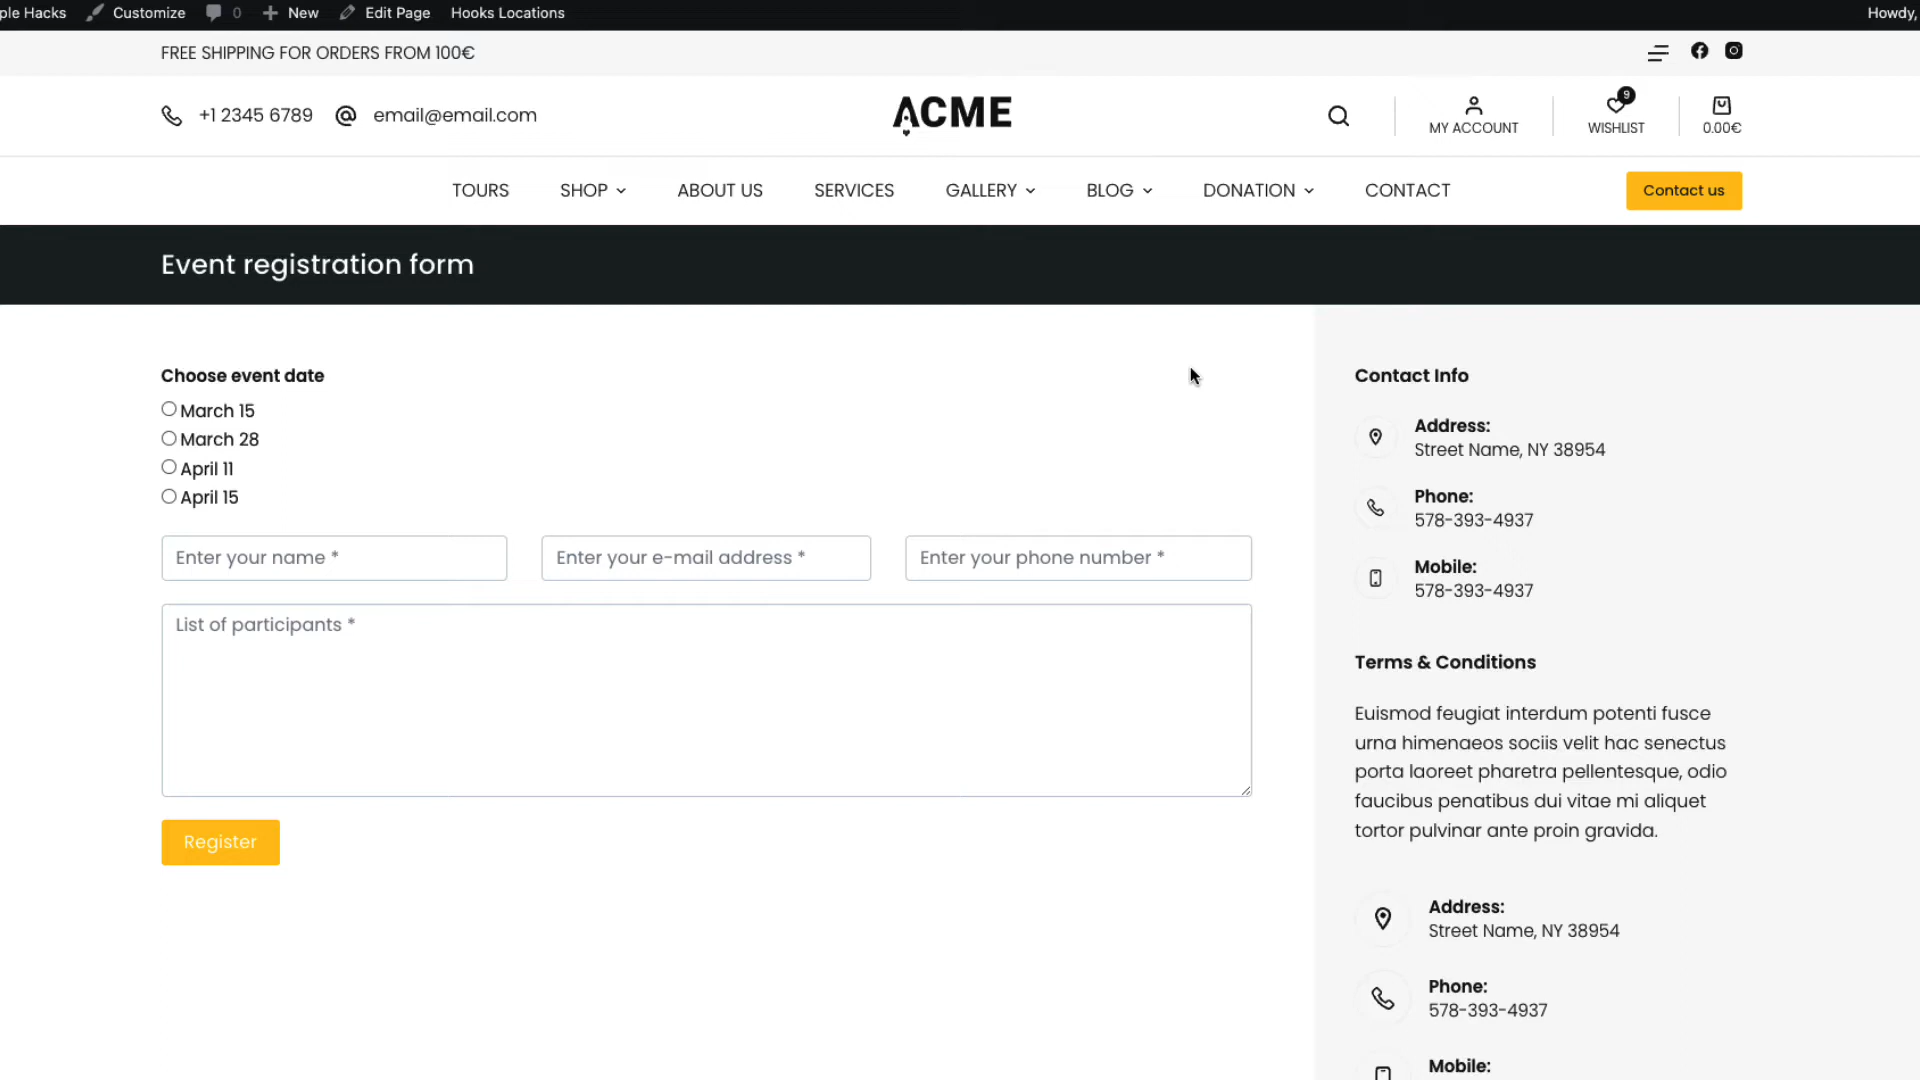 ple Hacks Customize 0 New Edit Page Hooks Locations Howdy,
FREE SHIPPING FOR ORDERS FROM 100€
+1 2345 6789 email@email.com
ACME
MY ACCOUNT
9
WISHLIST
0.00€
TOURS SHOP ABOUT US SERVICES GALLERY BLOG DONATION CONTACT Contact us
Event registration form
Choose event date
March 15
March 28
April 11
April 15
Enter your name * Enter your e-mail address * Enter your phone number *
List of participants *
Register
Contact Info
Address:
Street Name, NY 38954
Phone:
578-393-4937
Mobile:
578-393-4937
Terms & Conditions
Euismod feugiat interdum potenti fusce
urna himenaeos sociis velit hac senectus
porta laoreet pharetra pellentesque, odio
faucibus penatibus dui vitae mi aliquet
tortor pulvinar ante proin gravida.
Address:
Street Name, NY 38954
Phone:
578-393-4937
Mobile: